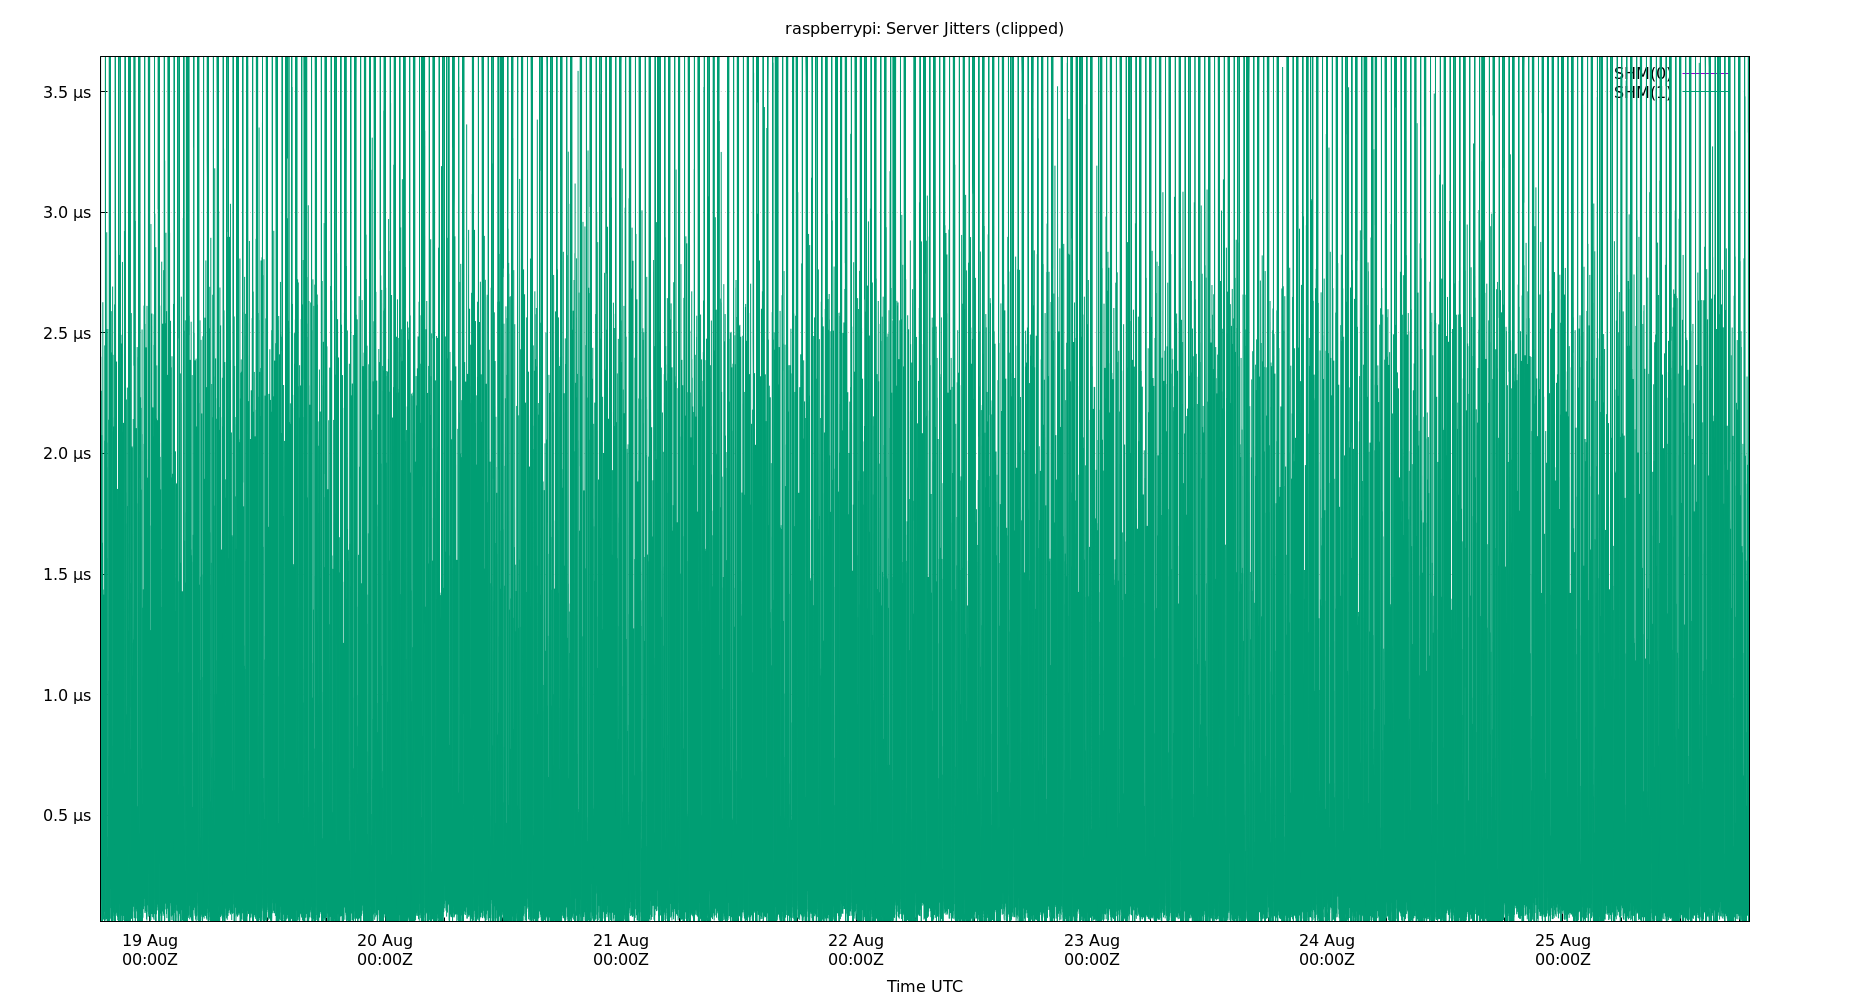 raspberrypi: Server Jitters (clipped)
SHM(0)
SHM(1)
3.5 µs
3.0 µs
2.5 µs
2.0 µs
1.5 µs
1.0 µs
0.5 µs
19 Aug 20 Aug 21 Aug 22 Aug 23 Aug 24 Aug 25 Aug
00:00Z 00:00Z 00:00Z 00:00Z 00:00Z 00:00Z 00:00Z
Time UTC